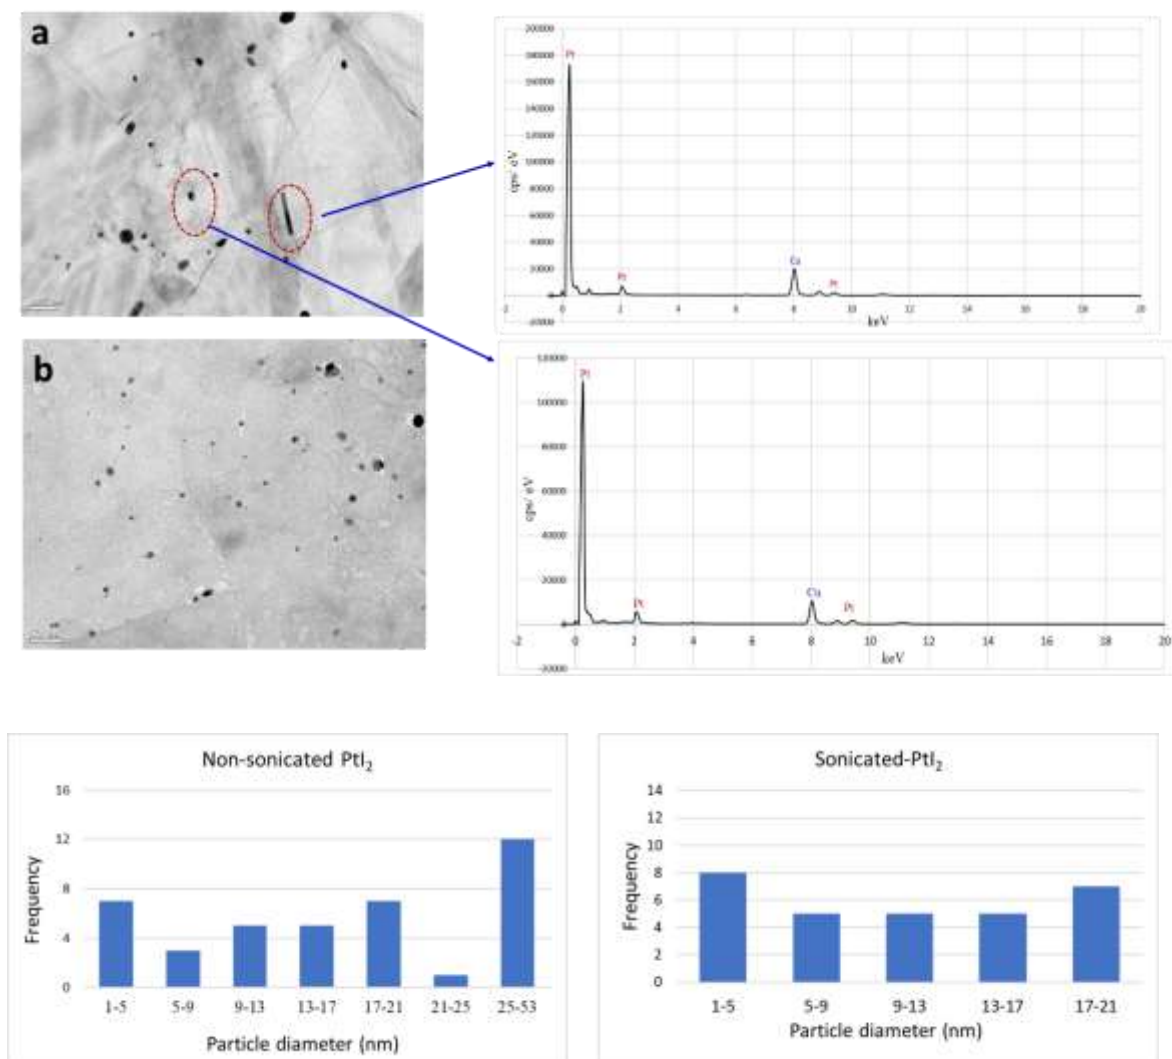 a
200000
180000
160000
140000
120000
100000
80000
60000
40000
20000
0
-20000
cps/ eV
Pt
Pt
Cu
Pt
-2 0 2 4 6 8 10 12 14 16 18 20
keV
b
120000
100000
80000
60000
40000
20000
0
-20000
cps/ eV
Pt
Pt
Cu
Pt
-2 0 2 4 6 8 10 12 14 16 18 20
keV
Non-sonicated PtI₂
16
12
8
4
0
Frequency
1-5 5-9 9-13 13-17 17-21 21-25 25-53
Particle diameter (nm)
Sonicated-PtI₂
14
12
10
8
6
4
2
0
Frequency
1-5 5-9 9-13 13-17 17-21
Particle diameter (nm)